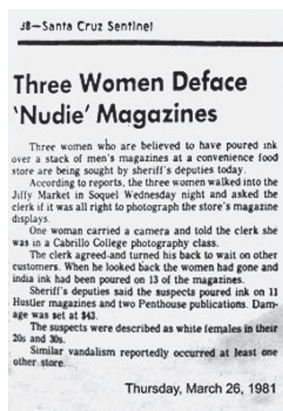 38—Santa Cruz Sentinel
Three Women Deface
'Nudie' Magazines
Three women who are believed to have poured ink
over a stack of men's magazines at a convenience food
store are being sought by sheriff's deputies today.
According to reports, the three women walked into the
Jiffy Market in Soquel Wednesday night and asked the
clerk if it was all right to photograph the store's magazine
displays.
One woman carried a camera and told the clerk she
was in a Cabrillo College photography class.
The clerk agreed and turned his back to wait on other
customers. When he looked back the women had gone and
india ink had been poured on 13 of the magazines.
Sheriff's deputies said the suspects poured ink on 11
Hustler magazines and two Penthouse publications. Dam-
age was set at $43.
The suspects were described as white females in their
20s and 30s.
Similar vandalism reportedly occurred at least one
other store.
Thursday, March 26, 1981